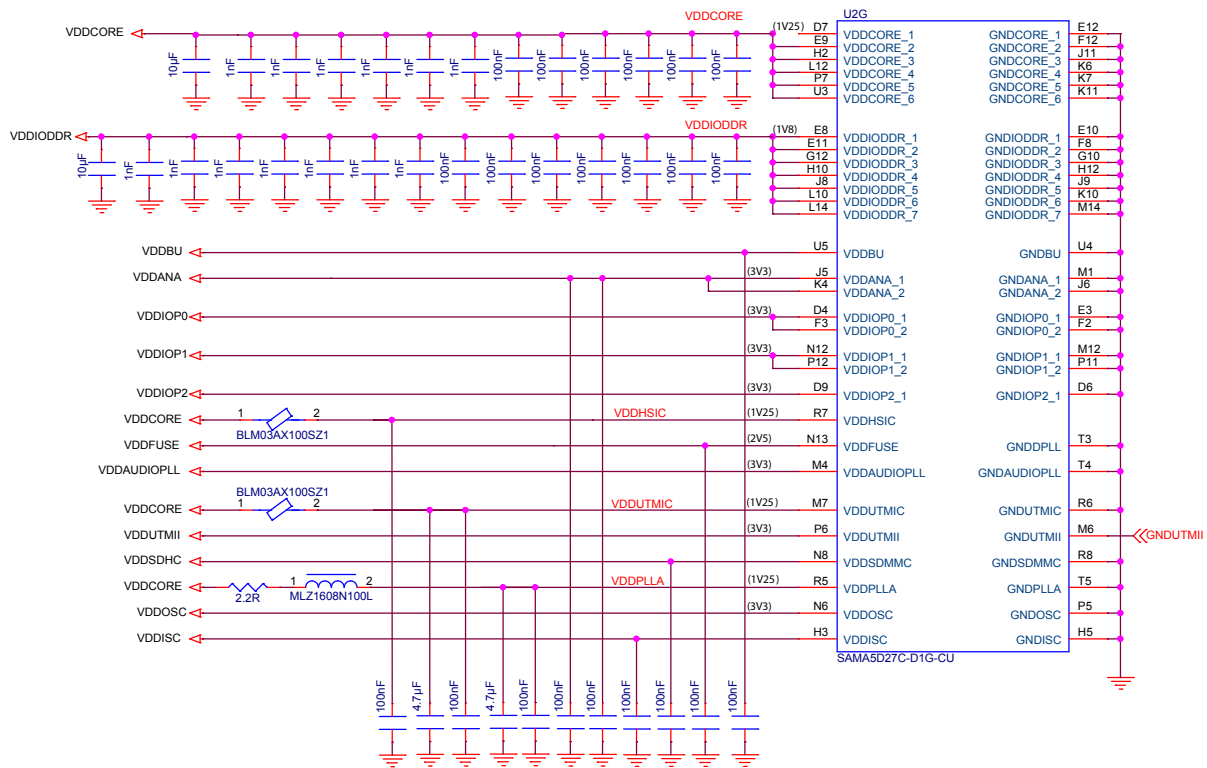 U2G
VDDCORE
VDDCORE
(1V25) D7 VDDCORE_1 GNDCORE_1 E12
E9 VDDCORE_2 GNDCORE_2 F12
H2 VDDCORE_3 GNDCORE_3 J11
L12 VDDCORE_4 GNDCORE_4 K6
P7 VDDCORE_5 GNDCORE_5 K7
U3 VDDCORE_6 GNDCORE_6 K11
10µF 1nF 1nF 1nF 1nF 1nF 1nF 100nF 100nF 100nF 100nF 100nF 100nF
VDDIODDR
VDDIODDR (1V8) E8 VDDIODDR_1 GNDIODDR_1 E10
E11 VDDIODDR_2 GNDIODDR_2 F8
G12 VDDIODDR_3 GNDIODDR_3 G10
H10 VDDIODDR_4 GNDIODDR_4 H12
J8 VDDIODDR_5 GNDIODDR_5 J9
L10 VDDIODDR_6 GNDIODDR_6 K10
L14 VDDIODDR_7 GNDIODDR_7 M14
10µF 1nF 1nF 1nF 1nF 1nF 1nF 1nF 100nF 100nF 100nF 100nF 100nF 100nF 100nF
VDDBU U5 VDDBU GNDBU U4
VDDANA (3V3) J5 VDDANA_1 GNDANA_1 M1
K4 VDDANA_2 GNDANA_2 J6
VDDIOP0 (3V3) D4 VDDIOP0_1 GNDIOP0_1 E3
F3 VDDIOP0_2 GNDIOP0_2 F2
VDDIOP1 (3V3) N12 VDDIOP1_1 GNDIOP1_1 M12
P12 VDDIOP1_2 GNDIOP1_2 P11
VDDIOP2 (3V3) D9 VDDIOP2_1 GNDIOP2_1 D6
VDDCORE 1 2 VDDHSIC (1V25) R7 VDDHSIC
BLM03AX100SZ1
VDDFUSE (2V5) N13 VDDFUSE GNDDPLL T3
VDDAUDIOPLL (3V3) M4 VDDAUDIOPLL GNDAUDIOPLL T4
BLM03AX100SZ1
VDDCORE 1 2 VDDUTMIC (1V25) M7 VDDUTMIC GNDUTMIC R6
VDDUTMII (3V3) P6 VDDUTMII GNDUTMII M6 GNDUTMII
VDDSDHC N8 VDDSDMMC GNDSDMMC R8
VDDCORE 2.2R 1 2 VDDPLLA (1V25) R5 VDDPLLA GNDPLLA T5
MLZ1608N100L
VDDOSC (3V3) N6 VDDOSC GNDOSC P5
VDDISC H3 VDDISC GNDISC H5
SAMA5D27C-D1G-CU
100nF 4.7µF 100nF 4.7µF 100nF 100nF 100nF 100nF 100nF 100nF 100nF